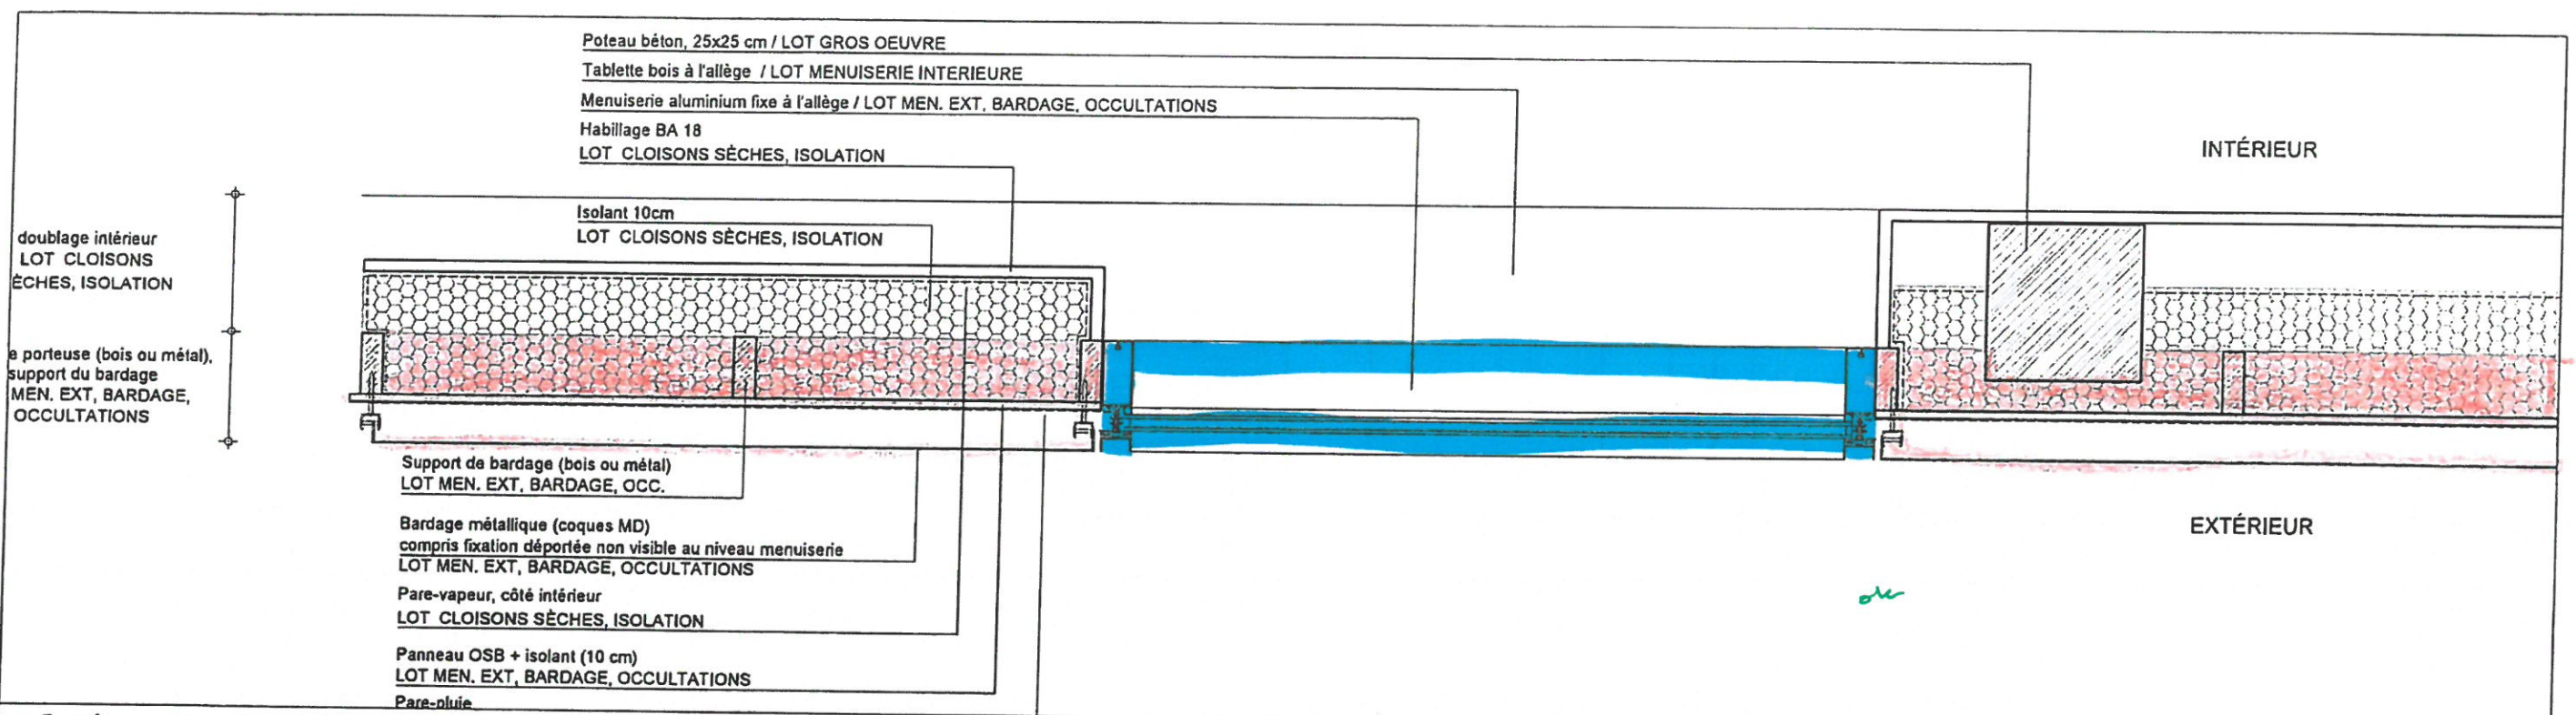 Poteau béton, 25x25 cm / LOT GROS OEUVRE
Tablette bois à l'allège / LOT MENUISERIE INTERIEURE
Menuiserie aluminium fixe à l'allège / LOT MEN. EXT, BARDAGE, OCCULTATIONS
Habillage BA 18
LOT CLOISONS SÈCHES, ISOLATION
INTÉRIEUR
Isolant 10cm
LOT CLOISONS SÈCHES, ISOLATION
doublage intérieur
LOT CLOISONS
ÈCHES, ISOLATION
e porteuse (bois ou métal),
support du bardage
MEN. EXT, BARDAGE,
OCCULTATIONS
Support de bardage (bois ou métal)
LOT MEN. EXT, BARDAGE, OCC.
Bardage métallique (coques MD)
compris fixation déportée non visible au niveau menuiserie
LOT MEN. EXT, BARDAGE, OCCULTATIONS
EXTÉRIEUR
ok
Pare-vapeur, côté intérieur
LOT CLOISONS SÈCHES, ISOLATION
Panneau OSB + isolant (10 cm)
LOT MEN. EXT, BARDAGE, OCCULTATIONS
Pare-pluie